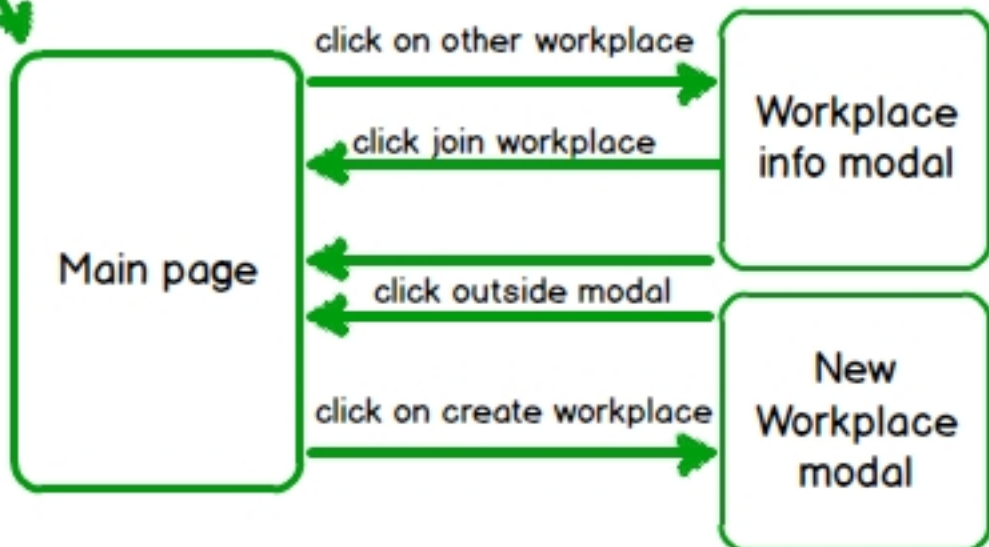 click on other workplace
Workplace
info modal
click join workplace
Main page
click outside modal
New
Workplace
modal
click on create workplace